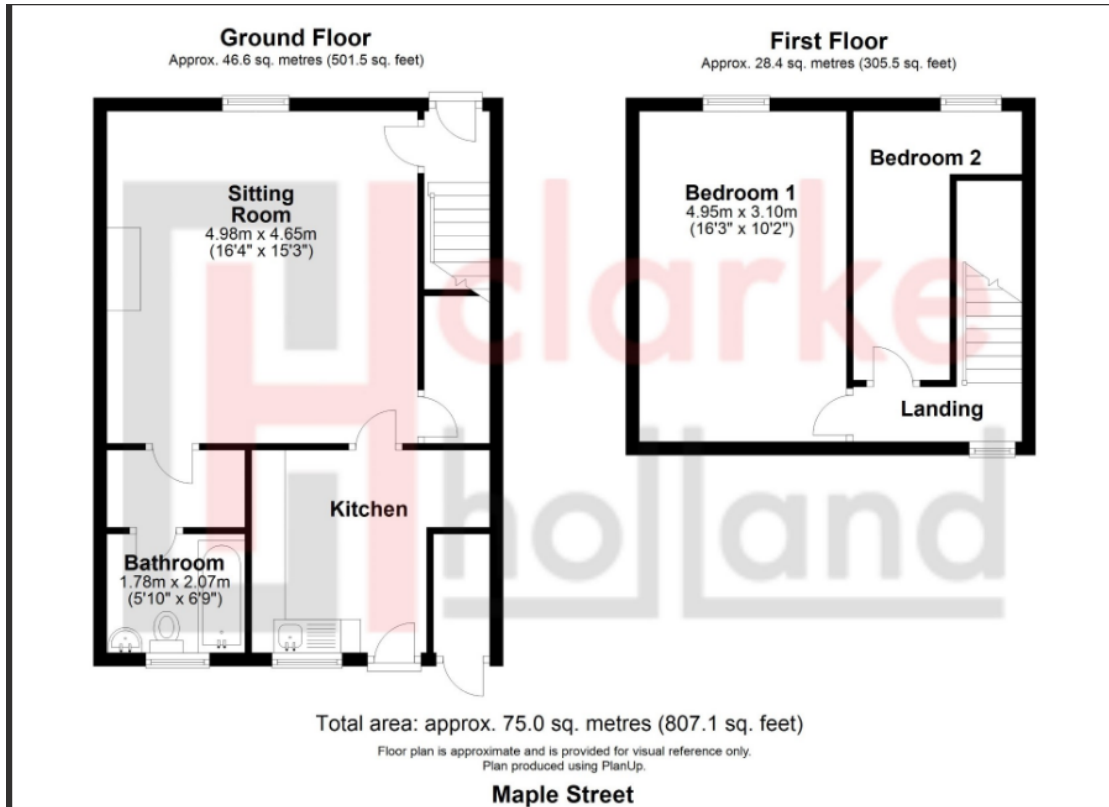 Ground Floor
Approx. 46.6 sq. metres (501.5 sq. feet)
Sitting
Room
4.98m x 4.65m
(16'4" x 15'3")
Kitchen
Bathroom
1.78m x 2.07m
(5'10" x 6'9")
First Floor
Approx. 28.4 sq. metres (305.5 sq. feet)
Bedroom 1
4.95m x 3.10m
(16'3" x 10'2")
Bedroom 2
Landing
clarke
holland
Total area: approx. 75.0 sq. metres (807.1 sq. feet)
Floor plan is approximate and is provided for visual reference only.
Plan produced using PlanUp.
Maple Street